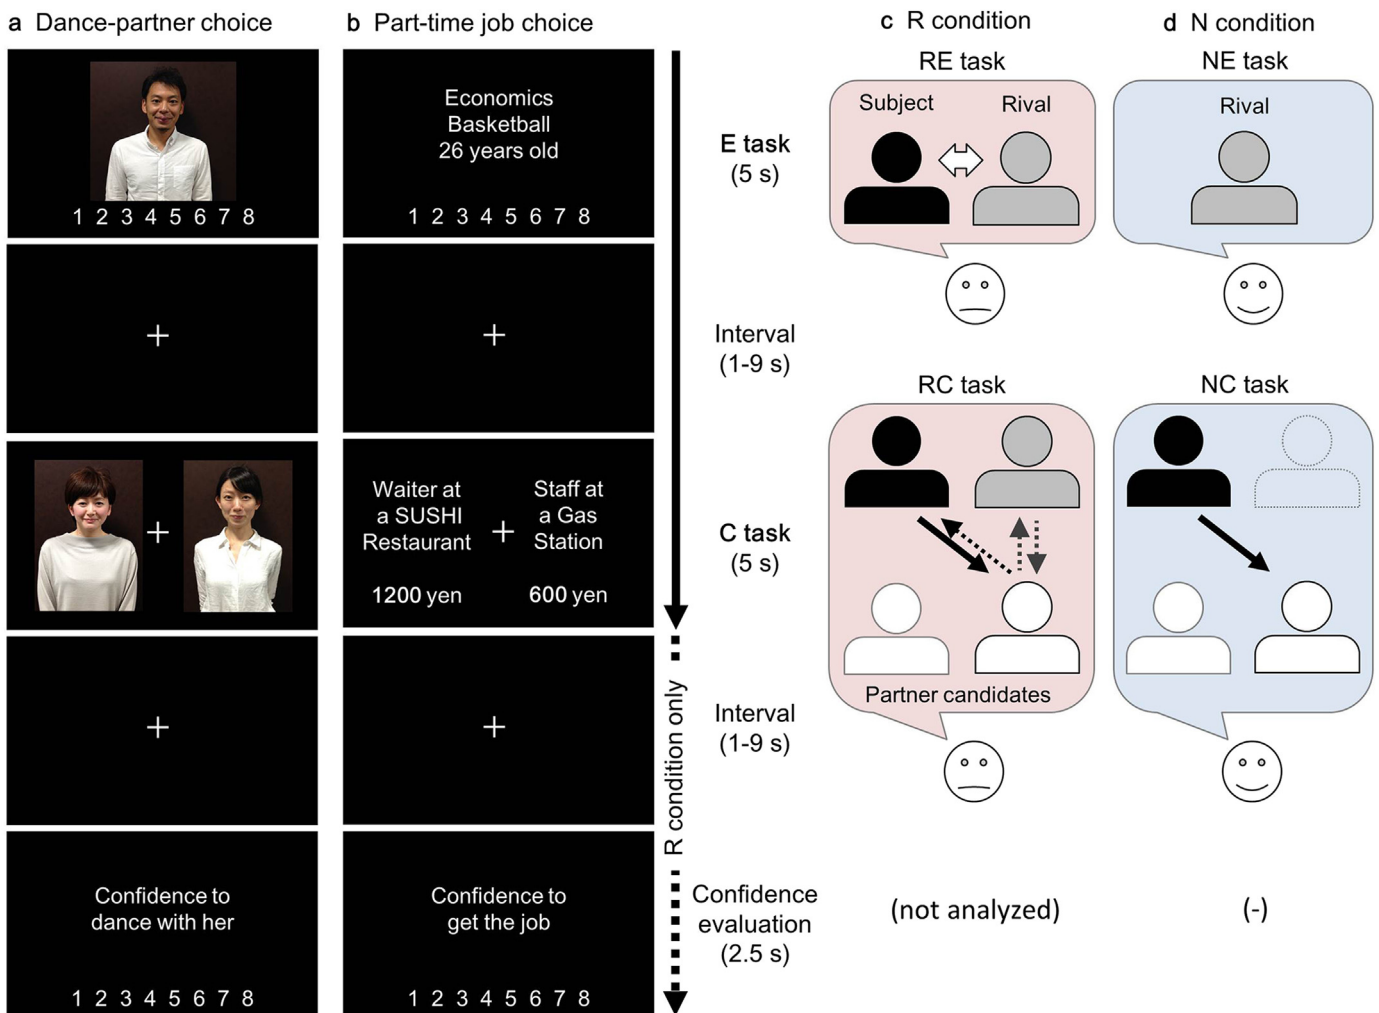 a Dance-partner choice
1 2 3 4 5 6 7 8
+
+
+
Confidence to
dance with her
1 2 3 4 5 6 7 8
b Part-time job choice
Economics
Basketball
26 years old
1 2 3 4 5 6 7 8
+
Waiter at
a SUSHI
Restaurant
1200 yen
+
Staff at
a Gas
Station
600 yen
+
Confidence to
get the job
1 2 3 4 5 6 7 8
R condition only
E task
(5 s)
Interval
(1-9 s)
C task
(5 s)
Interval
(1-9 s)
Confidence
evaluation
(2.5 s)
c R condition
RE task
Subject Rival
RC task
Partner candidates
(not analyzed)
d N condition
NE task
Rival
NC task
(-)